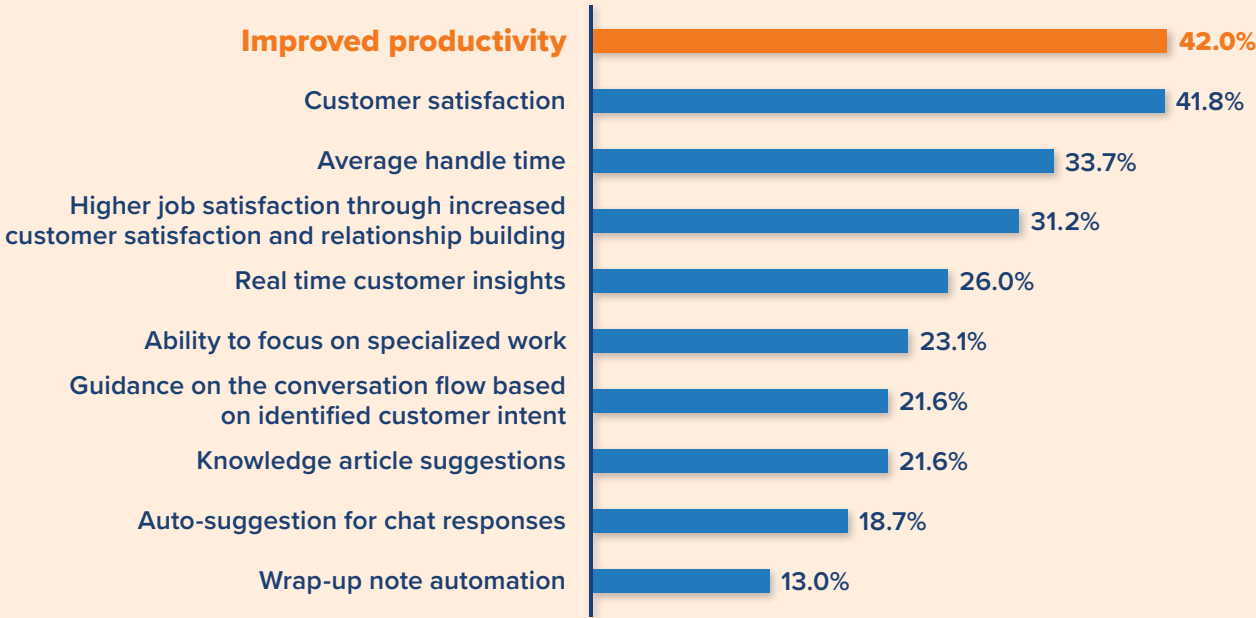 Improved productivity 42.0%
Customer satisfaction 41.8%
Average handle time 33.7%
Higher job satisfaction through increased
customer satisfaction and relationship building 31.2%
Real time customer insights 26.0%
Ability to focus on specialized work 23.1%
Guidance on the conversation flow based
on identified customer intent 21.6%
Knowledge article suggestions 21.6%
Auto-suggestion for chat responses 18.7%
Wrap-up note automation 13.0%